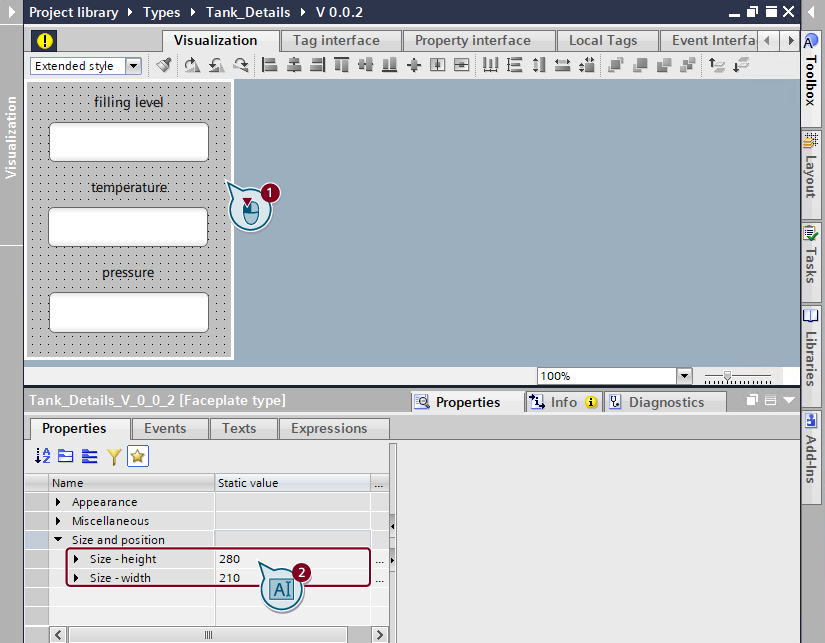 Project library ▸ Types ▸ Tank_Details ▸ V 0.0.2
Visualization
Tag interface
Property interface
Local Tags
Event Interfa
Extended style
Visualization
filling level
temperature
pressure
1
Toolbox
Layout
Tasks
Libraries
Add-Ins
100%
Tank_Details_V_0_0_2 [Faceplate type]
Properties
Info
Diagnostics
Properties
Events
Texts
Expressions
Name
Static value
...
Appearance
Miscellaneous
Size and position
Size - height
280
...
Size - width
210
...
2
AI